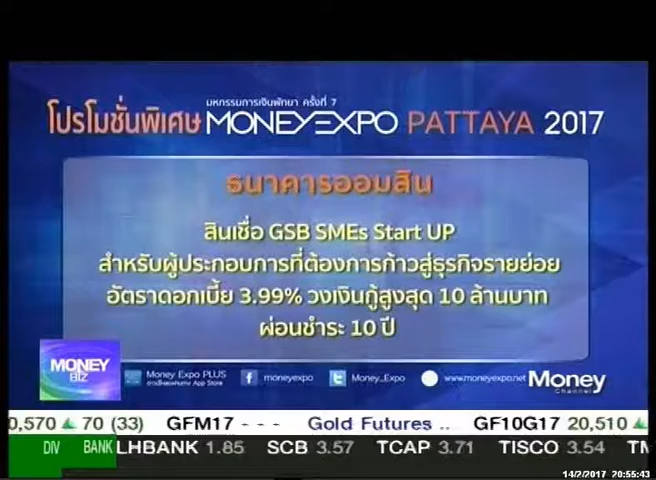 มหกรรมการเงินพัทยา ครั้งที่ 7
โปรโมชั่นพิเศษ MONEY EXPO PATTAYA 2017
ธนาคารออมสิน
สินเชื่อ GSB SMEs Start UP
สำหรับผู้ประกอบการที่ต้องการก้าวสู่ธุรกิจรายย่อย
อัตราดอกเบี้ย 3.99% วงเงินกู้สูงสุด 10 ล้านบาท
ผ่อนชำระ 10 ปี
MONEY
BIZ
Money Expo PLUS
moneyexpo
Money_Expo
www.moneyexpo.net
Money
Channel
0,570 ▲ 70 (33) GFM17 - - - Gold Futures .. GF10G17 20,510 ▲
DIV BANK LHBANK 1.85 SCB 3.57 TCAP 3.71 TISCO 3.54
14/2/2017 20:55:43